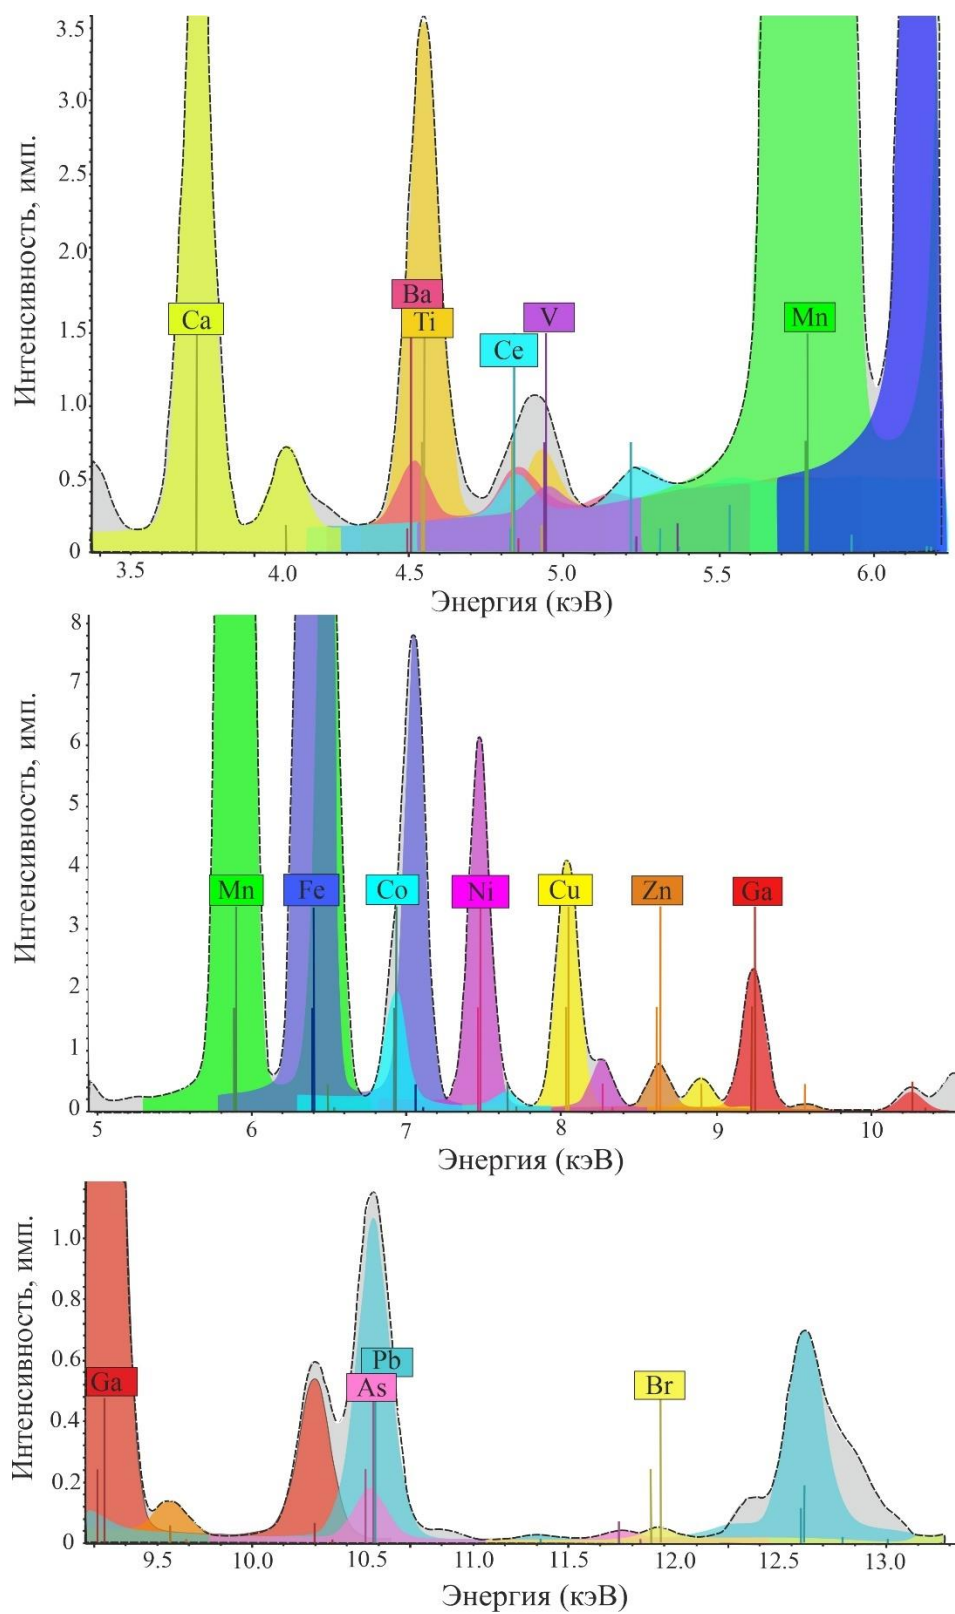 3.5
3.0
2.5
2.0
1.5
1.0
0.5
0
Интенсивность, имп.
Ca
Ba
Ti
V
Ce
Mn
3.5 4.0 4.5 5.0 5.5 6.0
Энергия (кэВ)
8
7
6
5
4
3
2
1
0
Интенсивность, имп.
Mn Fe Co Ni Cu Zn Ga
5 6 7 8 9 10
Энергия (кэВ)
1.0
0.8
0.6
0.4
0.2
0
Интенсивность, имп.
Ga
Pb
As
Br
9.5 10.0 10.5 11.0 11.5 12.0 12.5 13.0
Энергия (кэВ)